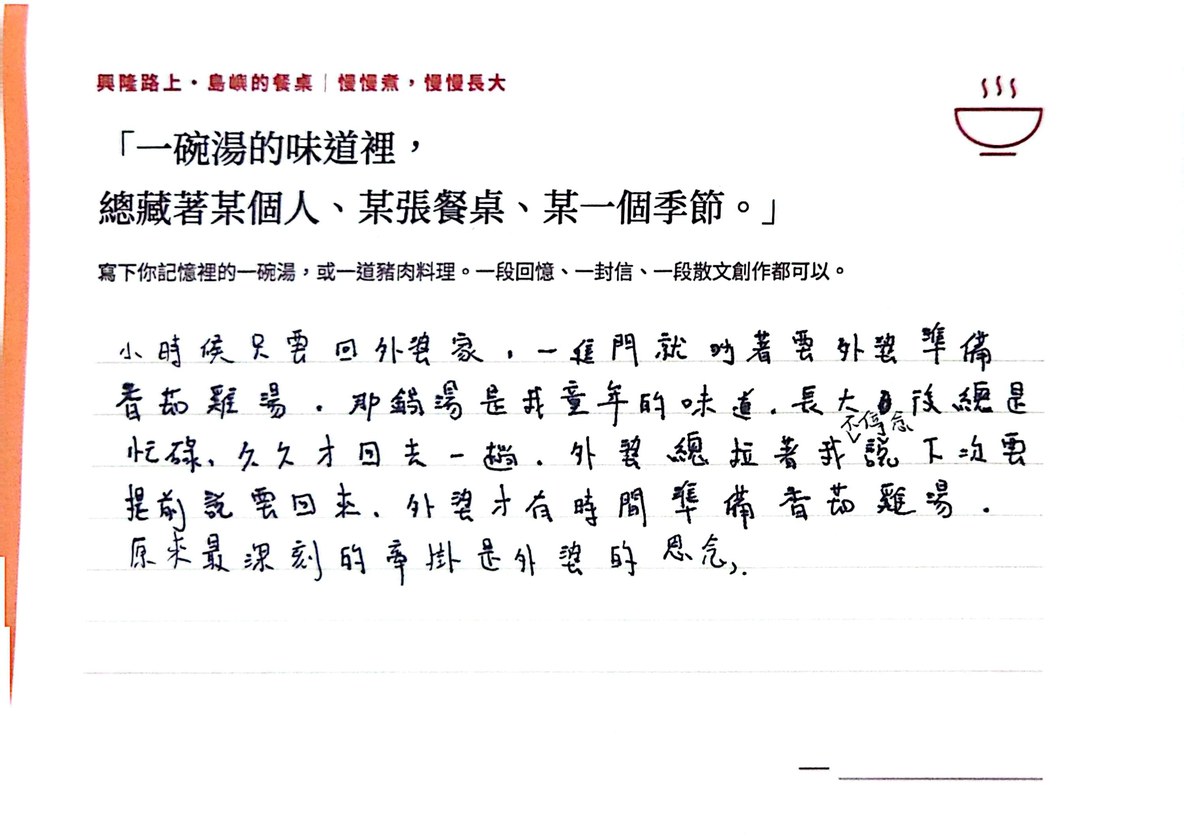 興隆路上・島嶼的餐桌｜慢慢煮，慢慢長大
「一碗湯的味道裡，
總藏著某個人、某張餐桌、某一個季節。」
寫下你記憶裡的一碗湯，或一道豬肉料理。一段回憶、一封信、一段散文創作都可以。
小時候只要回外婆家，一進門就吵著要外婆準備
香菇雞湯．那鍋湯是我童年的味道．長大後總是
忙碌、久久才回去一趟．外婆總拉著我不停念說下次要
提前說要回來、外婆才有時間準備香菇雞湯．
原來最深刻的牽掛是外婆的思念．